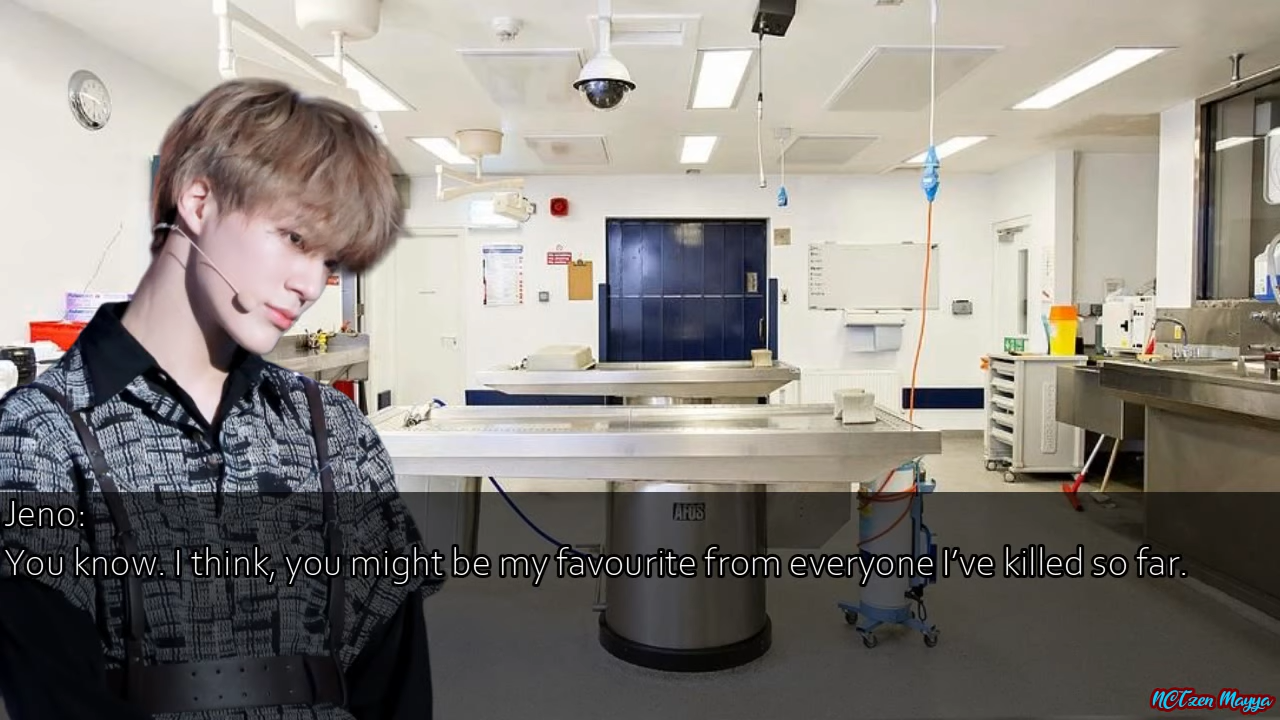 AFOS
Jeno:
You know. I think, you might be my favourite from everyone I've killed so far.
NCTzen Mayya